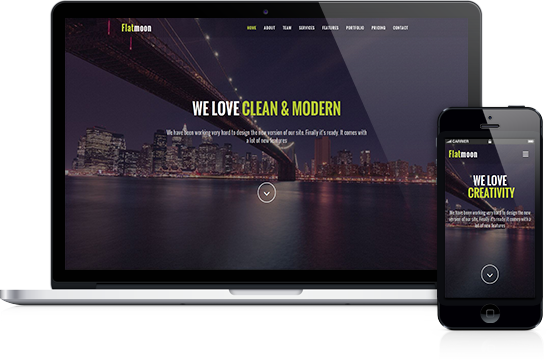 Flatmoon
HOME ABOUT TEAM SERVICES FEATURES PORTFOLIO PRICING CONTACT
WE LOVE CLEAN & MODERN
We have been working very hard to design the new version of our site. Finally it's ready. It comes with
a lot of new features
CARRIER
Flatmoon
WE LOVE
CREATIVITY
We have been working very hard to design the new
version of our site. Finally it's ready. It comes with a
lot of new features